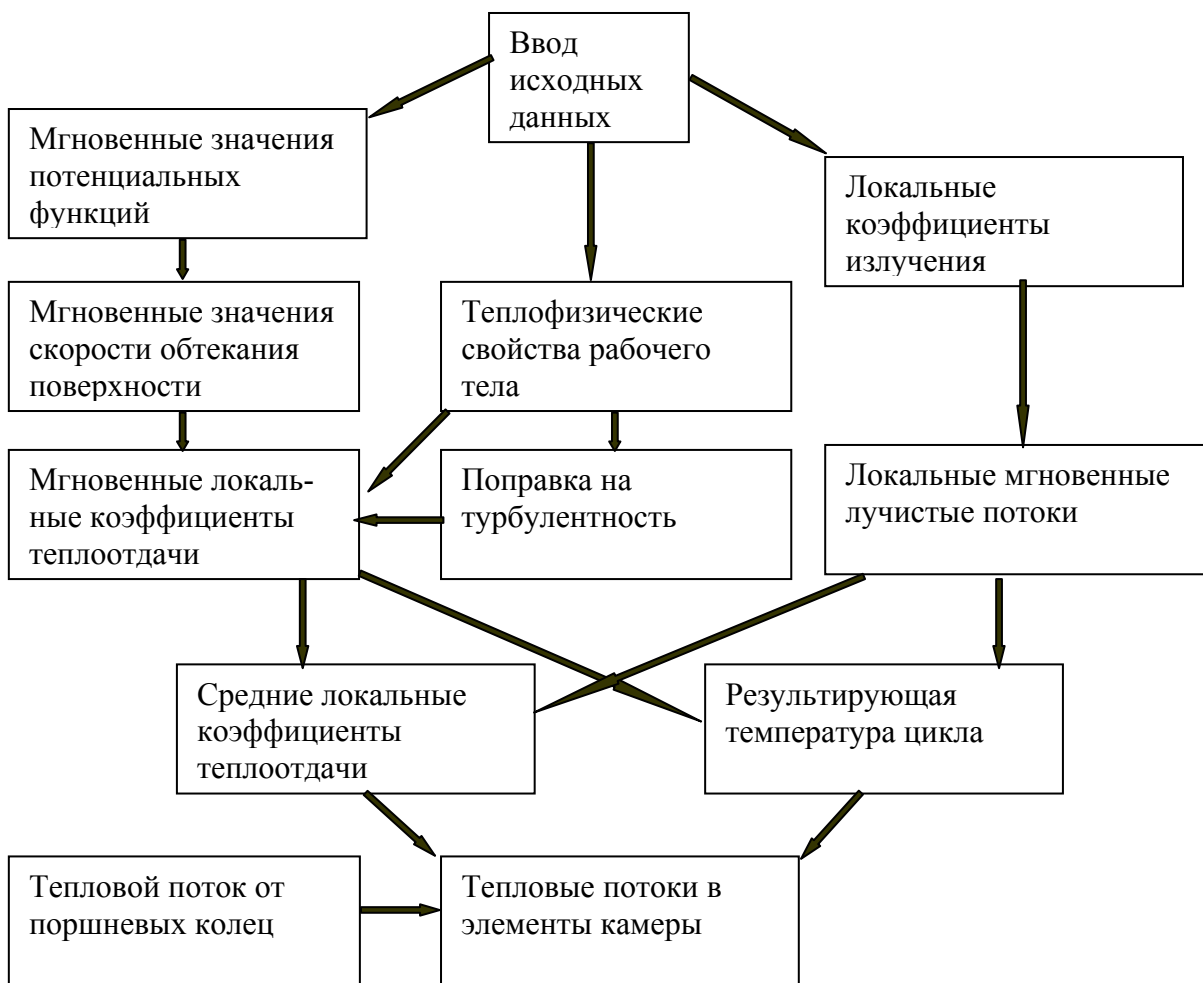 Ввод
исходных
данных
Мгновенные значения
потенциальных
функций
Локальные
коэффициенты
излучения
Мгновенные значения
скорости обтекания
поверхности
Теплофизические
свойства рабочего
тела
Мгновенные локаль-
ные коэффициенты
теплоотдачи
Поправка на
турбулентность
Локальные мгновенные
лучистые потоки
Средние локальные
коэффициенты
теплоотдачи
Результирующая
температура цикла
Тепловой поток от
поршневых колец
Тепловые потоки в
элементы камеры